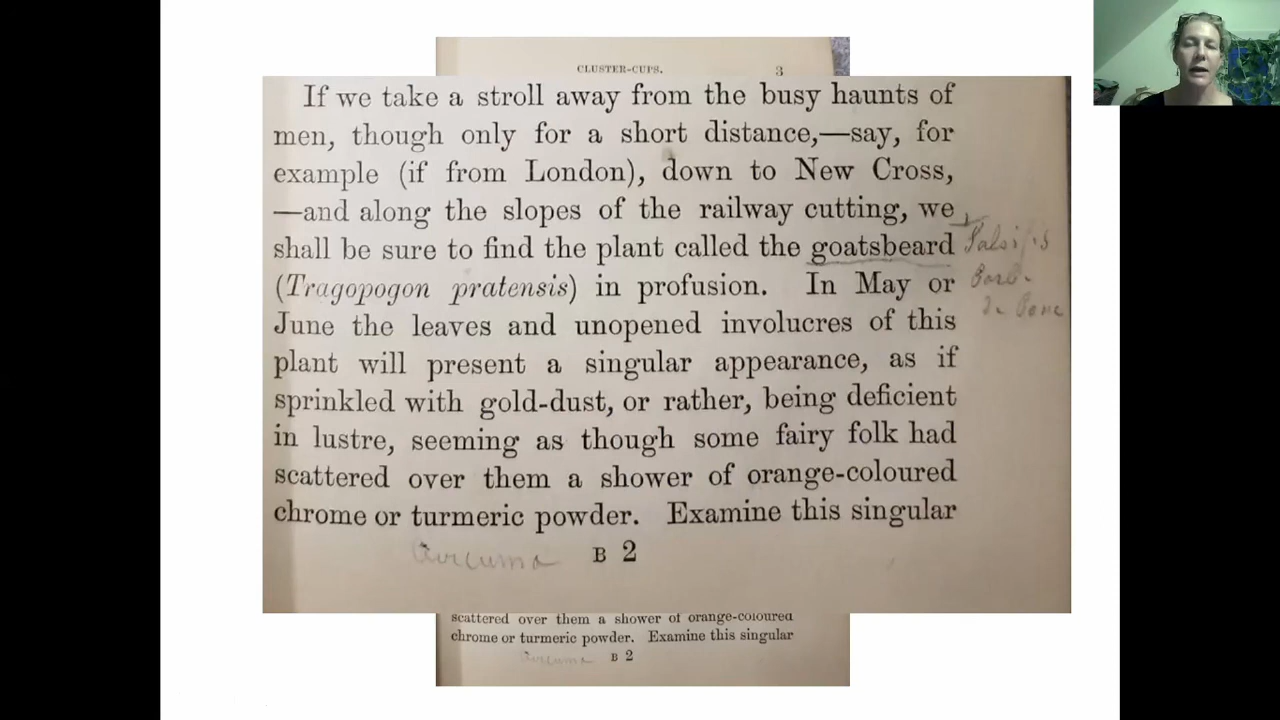 CLUSTER-CUPS. 3
If we take a stroll away from the busy haunts of
men, though only for a short distance,—say, for
example (if from London), down to New Cross,
—and along the slopes of the railway cutting, we
shall be sure to find the plant called the goatsbeard Salsifis
(Tragopogon pratensis) in profusion. In May or
June the leaves and unopened involucres of this
plant will present a singular appearance, as if
sprinkled with gold-dust, or rather, being deficient
in lustre, seeming as though some fairy folk had
scattered over them a shower of orange-coloured
chrome or turmeric powder. Examine this singular
Curcuma B 2
scattered over them a shower of orange-coloured
chrome or turmeric powder. Examine this singular
Curcuma B 2